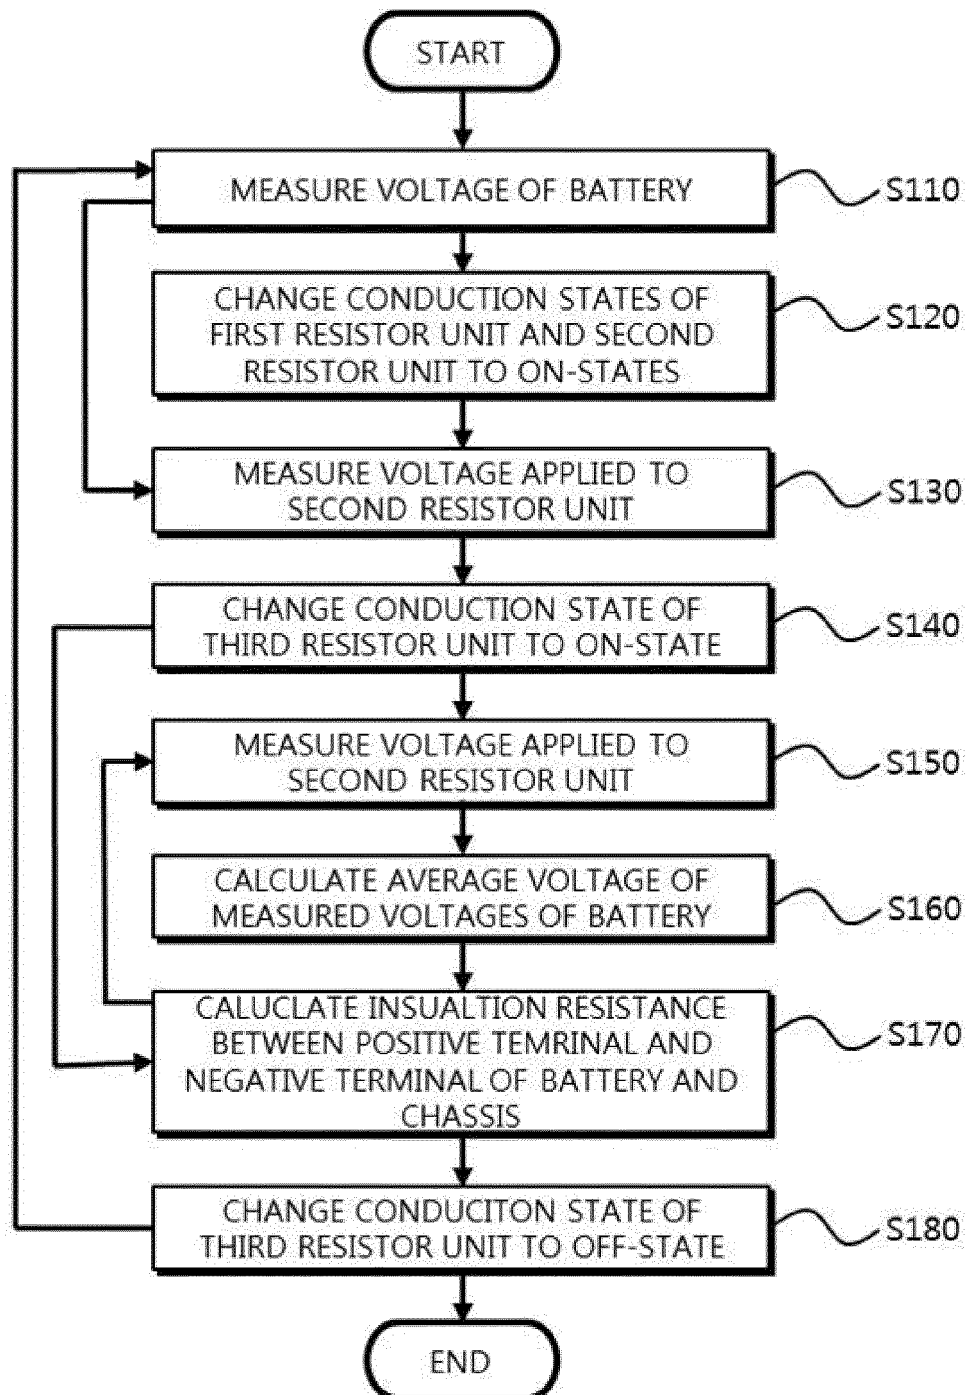 START
MEASURE VOLTAGE OF BATTERY
S110
CHANGE CONDUCTION STATES OF
FIRST RESISTOR UNIT AND SECOND
RESISTOR UNIT TO ON-STATES
S120
MEASURE VOLTAGE APPLIED TO
SECOND RESISTOR UNIT
S130
CHANGE CONDUCTION STATE OF
THIRD RESISTOR UNIT TO ON-STATE
S140
MEASURE VOLTAGE APPLIED TO
SECOND RESISTOR UNIT
S150
CALCULATE AVERAGE VOLTAGE OF
MEASURED VOLTAGES OF BATTERY
S160
CALUCLATE INSUALTION RESISTANCE
BETWEEN POSITIVE TEMRINAL AND
NEGATIVE TERMINAL OF BATTERY AND
CHASSIS
S170
CHANGE CONDUCITON STATE OF
THIRD RESISTOR UNIT TO OFF-STATE
S180
END